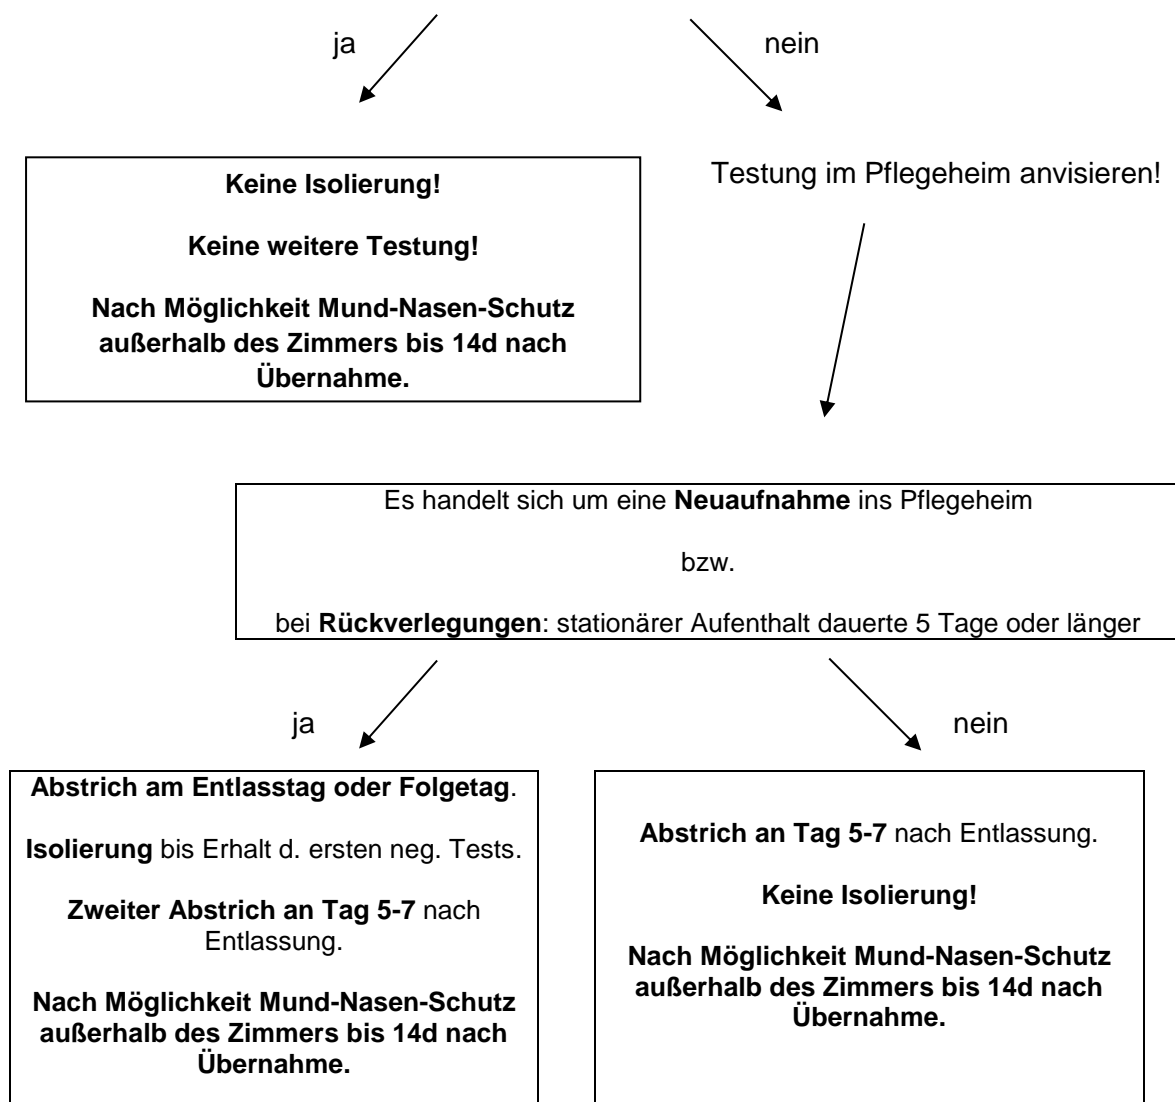 ja
nein
Keine Isolierung!
Keine weitere Testung!
Nach Möglichkeit Mund-Nasen-Schutz
außerhalb des Zimmers bis 14d nach
Übernahme.
Testung im Pflegeheim anvisieren!
Es handelt sich um eine Neuaufnahme ins Pflegeheim
bzw.
bei Rückverlegungen: stationärer Aufenthalt dauerte 5 Tage oder länger
ja
nein
Abstrich am Entlasstag oder Folgetag.
Isolierung bis Erhalt d. ersten neg. Tests.
Zweiter Abstrich an Tag 5-7 nach
Entlassung.
Nach Möglichkeit Mund-Nasen-Schutz
außerhalb des Zimmers bis 14d nach
Übernahme.
Abstrich an Tag 5-7 nach Entlassung.
Keine Isolierung!
Nach Möglichkeit Mund-Nasen-Schutz
außerhalb des Zimmers bis 14d nach
Übernahme.